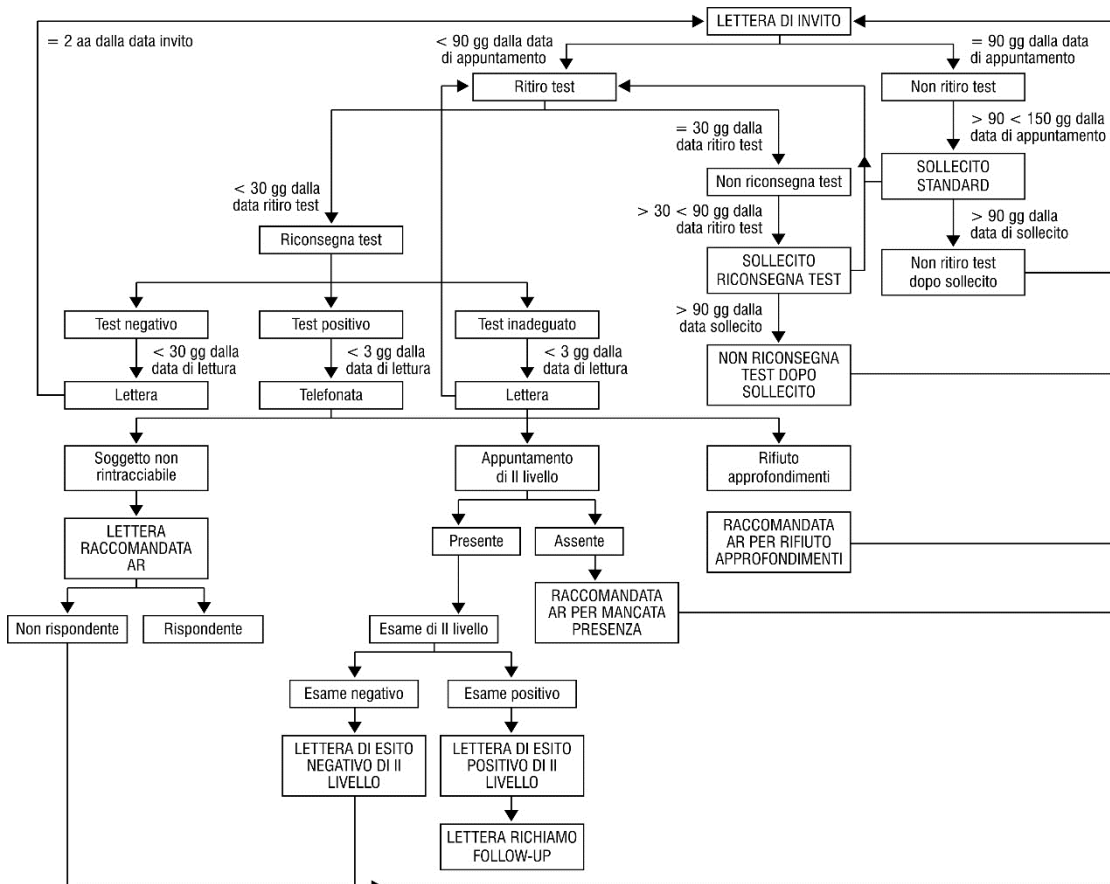 LETTERA DI INVITO
= 2 aa dalla data invito
< 90 gg dalla data
di appuntamento
= 90 gg dalla data
di appuntamento
Ritiro test
Non ritiro test
> 90 < 150 gg dalla
data di appuntamento
= 30 gg dalla
data ritiro test
SOLLECITO
STANDARD
Non riconsegna test
< 30 gg dalla
data ritiro test
> 30 < 90 gg dalla
data ritiro test
> 90 gg dalla
data di sollecito
Riconsegna test
SOLLECITO
RICONSEGNA TEST
Non ritiro test
dopo sollecito
Test negativo
Test positivo
Test inadeguato
> 90 gg dalla
data sollecito
< 30 gg dalla
data di lettura
< 3 gg dalla
data di lettura
< 3 gg dalla
data di lettura
NON RICONSEGNA
TEST DOPO
SOLLECITO
Lettera
Telefonata
Lettera
Soggetto non
rintracciabile
Appuntamento
di II livello
Rifiuto
approfondimenti
LETTERA
RACCOMANDATA
AR
Presente
Assente
RACCOMANDATA
AR PER RIFIUTO
APPROFONDIMENTI
RACCOMANDATA
AR PER MANCATA
PRESENZA
Non rispondente
Rispondente
Esame di II livello
Esame negativo
Esame positivo
LETTERA DI ESITO
NEGATIVO DI II
LIVELLO
LETTERA DI ESITO
POSITIVO DI II
LIVELLO
LETTERA RICHIAMO
FOLLOW-UP